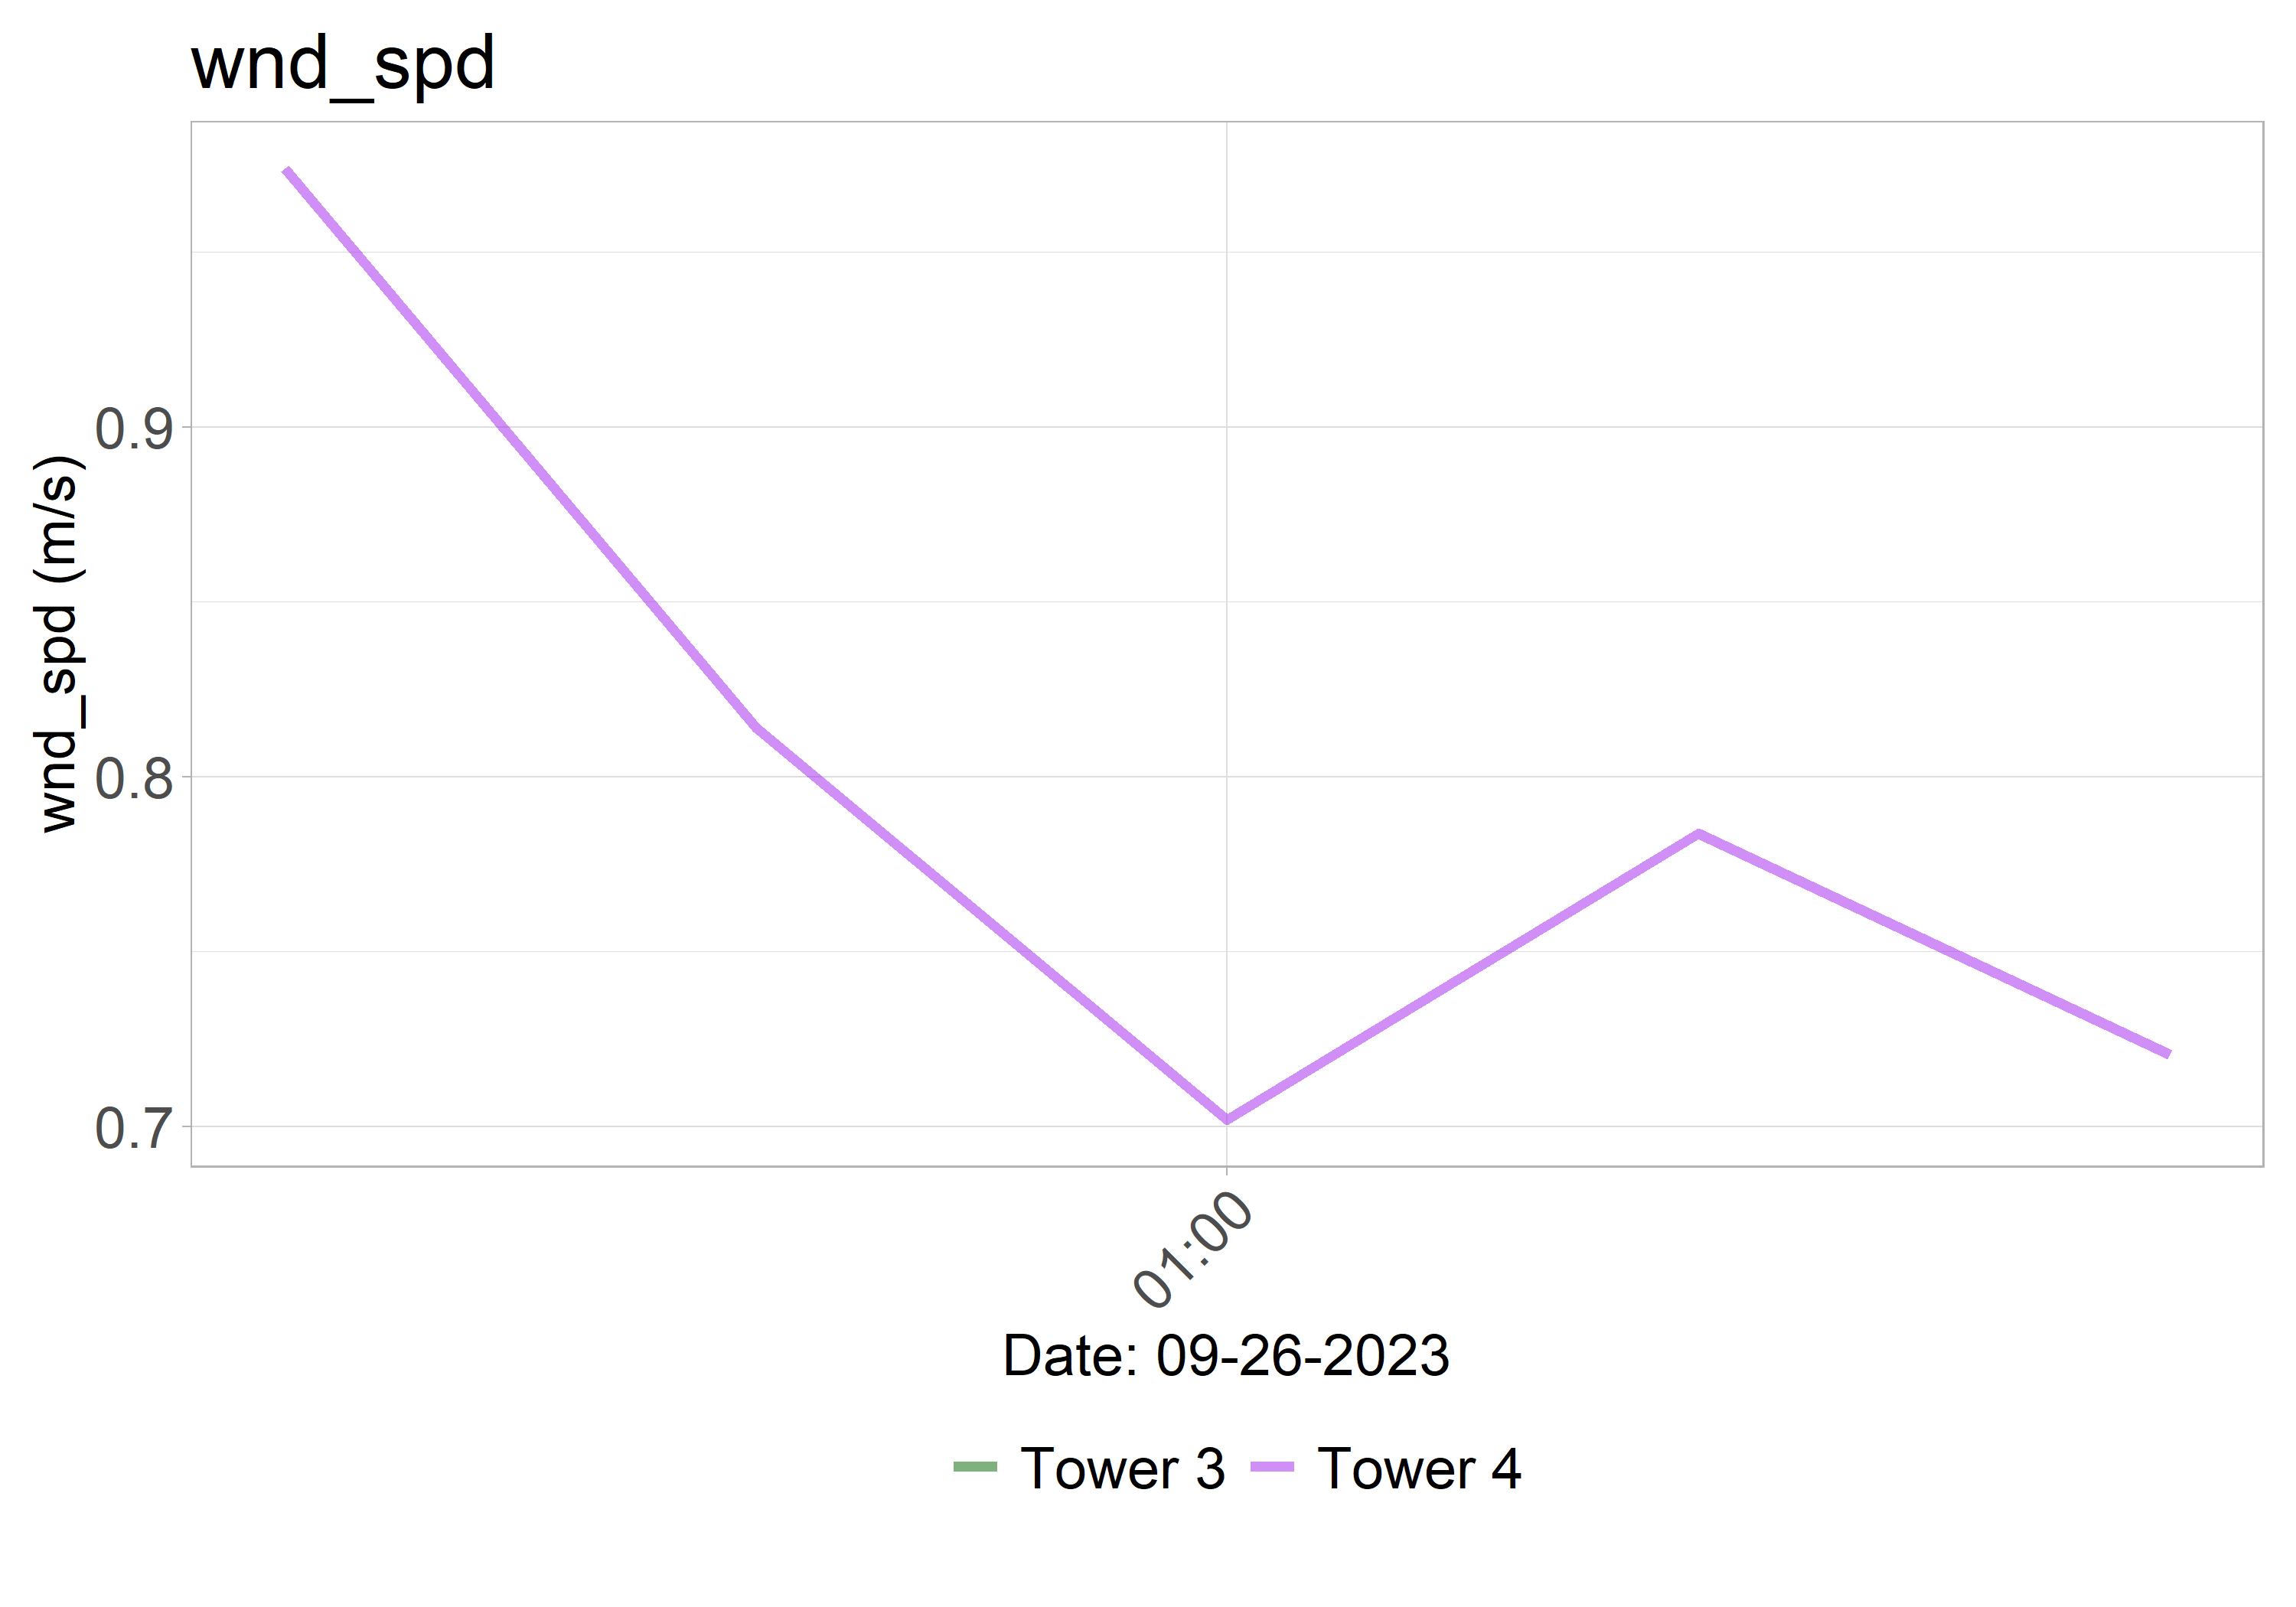 wnd_spd
wnd_spd (m/s)
0.9
0.8
0.7
01:00
Date: 09-26-2023
Tower 3 Tower 4